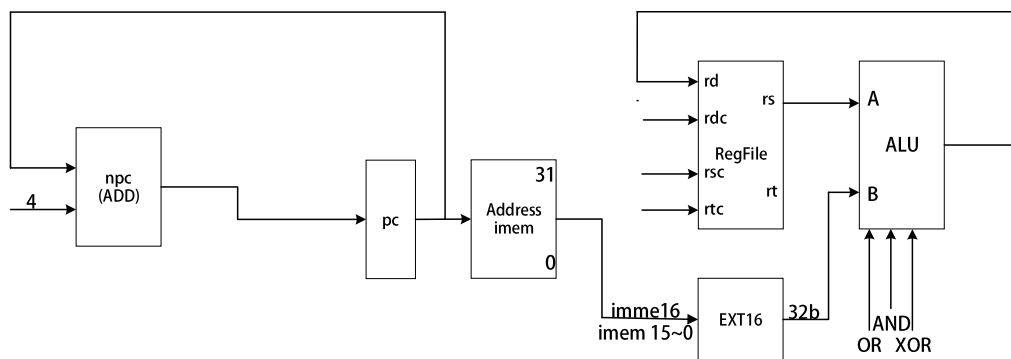 4
npc
(ADD)
pc
31
Address
imem
0
imme16
imem 15~0
rd
rdc
rsc
rtc
rs
RegFile
rt
EXT16
32b
A
ALU
B
AND
OR XOR